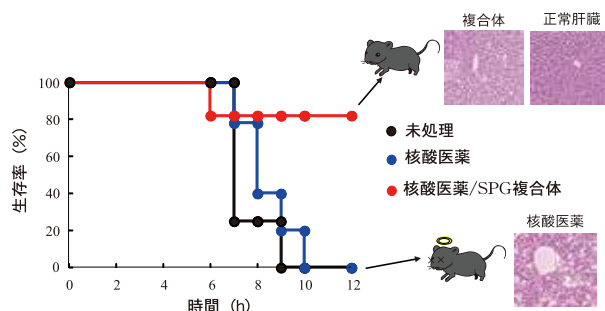 複合体
正常肝臓
100
80
60
40
20
0
生存率 (%)
0 2 4 6 8 10 12
時間 (h)
未処理
核酸医薬
核酸医薬/SPG複合体
核酸医薬